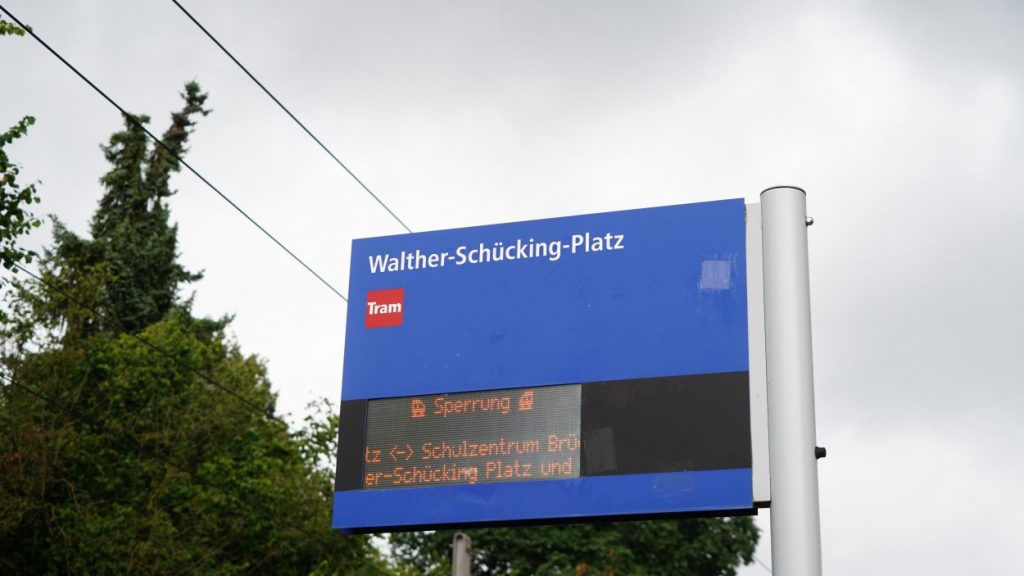 Walther-Schücking-Platz
Tram
Sperrung
tz <-> Schulzentrum Brü
er-Schücking Platz und